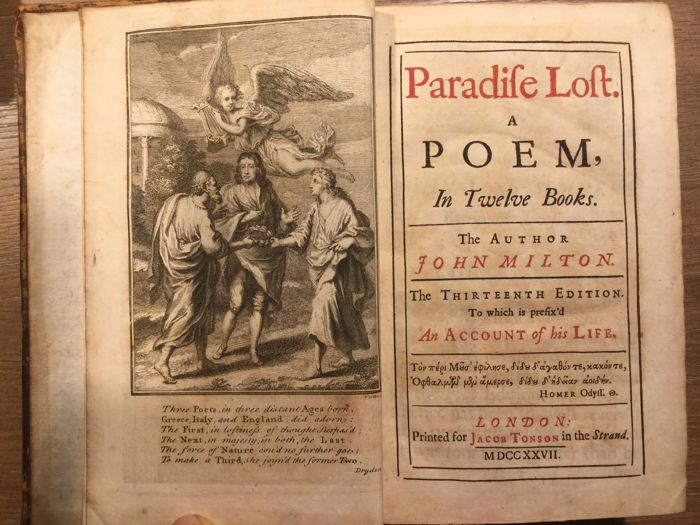 Three Poets, in three distant Ages born,
Greece, Italy, and England did adorn:
The First, in loftiness of thought Surpaſs'd;
The Next, in majesty; in both, the Last.
The force of Nature cou'd no further goe;
To make a Third, she joyn'd the former Two.
Dryden
Paradiſe Loſt.
A
POEM,
In Twelve Books.
The AUTHOR
JOHN MILTON.
The THIRTEENTH EDITION.
To which is prefix'd
An ACCOUNT of his LIFE.
Τὸν πέρι Μοῦσ' ἐφίλησε, δίδου δ' ἀγαθόν τε, κακόν τε,
Ὀφθαλμῶν μὲν ἄμερσε, δίδου δ' ἡδεῖαν ἀοιδήν.
HOMER Odyſſ. Θ.
LONDON:
Printed for JACOB TONSON in the Strand.
MDCCXXVII.